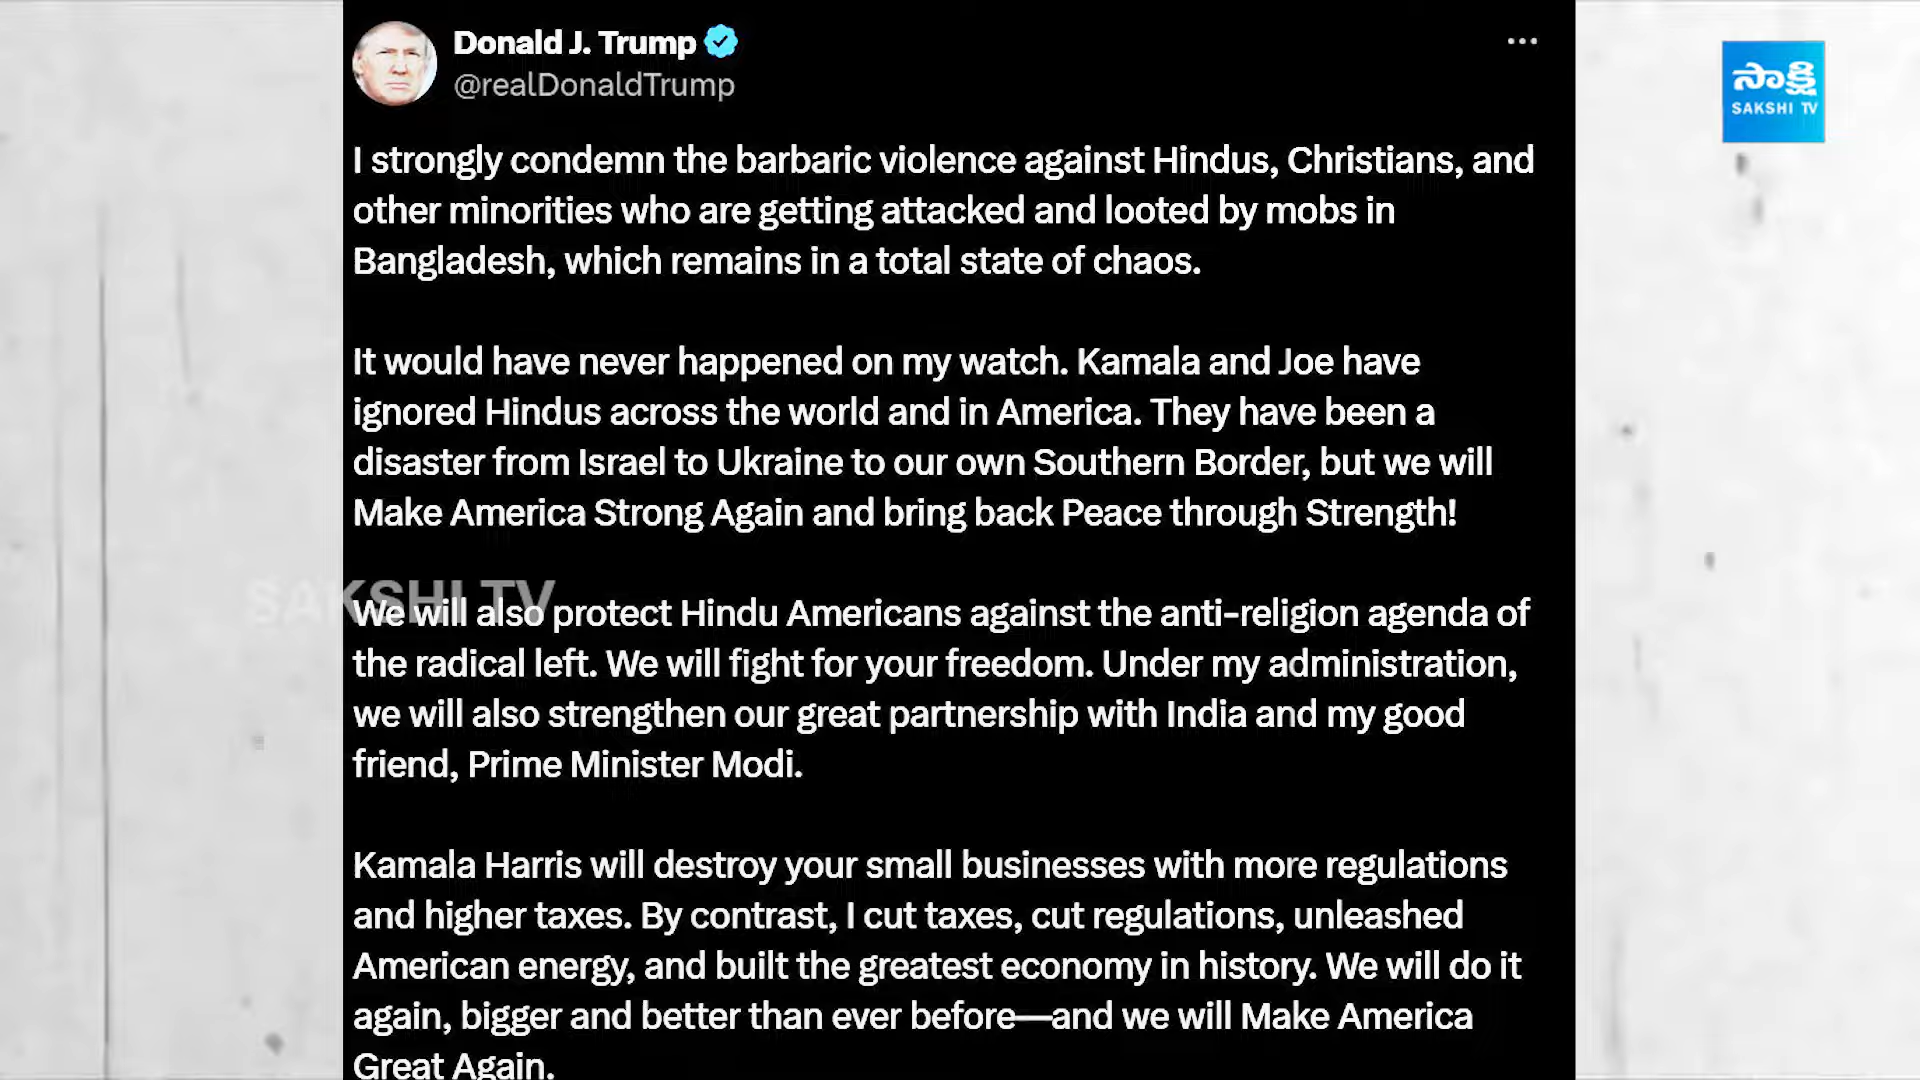 Donald J. Trump
@realDonaldTrump
సాక్షి
SAKSHI TV
I strongly condemn the barbaric violence against Hindus, Christians, and
other minorities who are getting attacked and looted by mobs in
Bangladesh, which remains in a total state of chaos.
It would have never happened on my watch. Kamala and Joe have
ignored Hindus across the world and in America. They have been a
disaster from Israel to Ukraine to our own Southern Border, but we will
Make America Strong Again and bring back Peace through Strength!
SAKSHI TV
We will also protect Hindu Americans against the anti-religion agenda of
the radical left. We will fight for your freedom. Under my administration,
we will also strengthen our great partnership with India and my good
friend, Prime Minister Modi.
Kamala Harris will destroy your small businesses with more regulations
and higher taxes. By contrast, I cut taxes, cut regulations, unleashed
American energy, and built the greatest economy in history. We will do it
again, bigger and better than ever before—and we will Make America
Great Again.